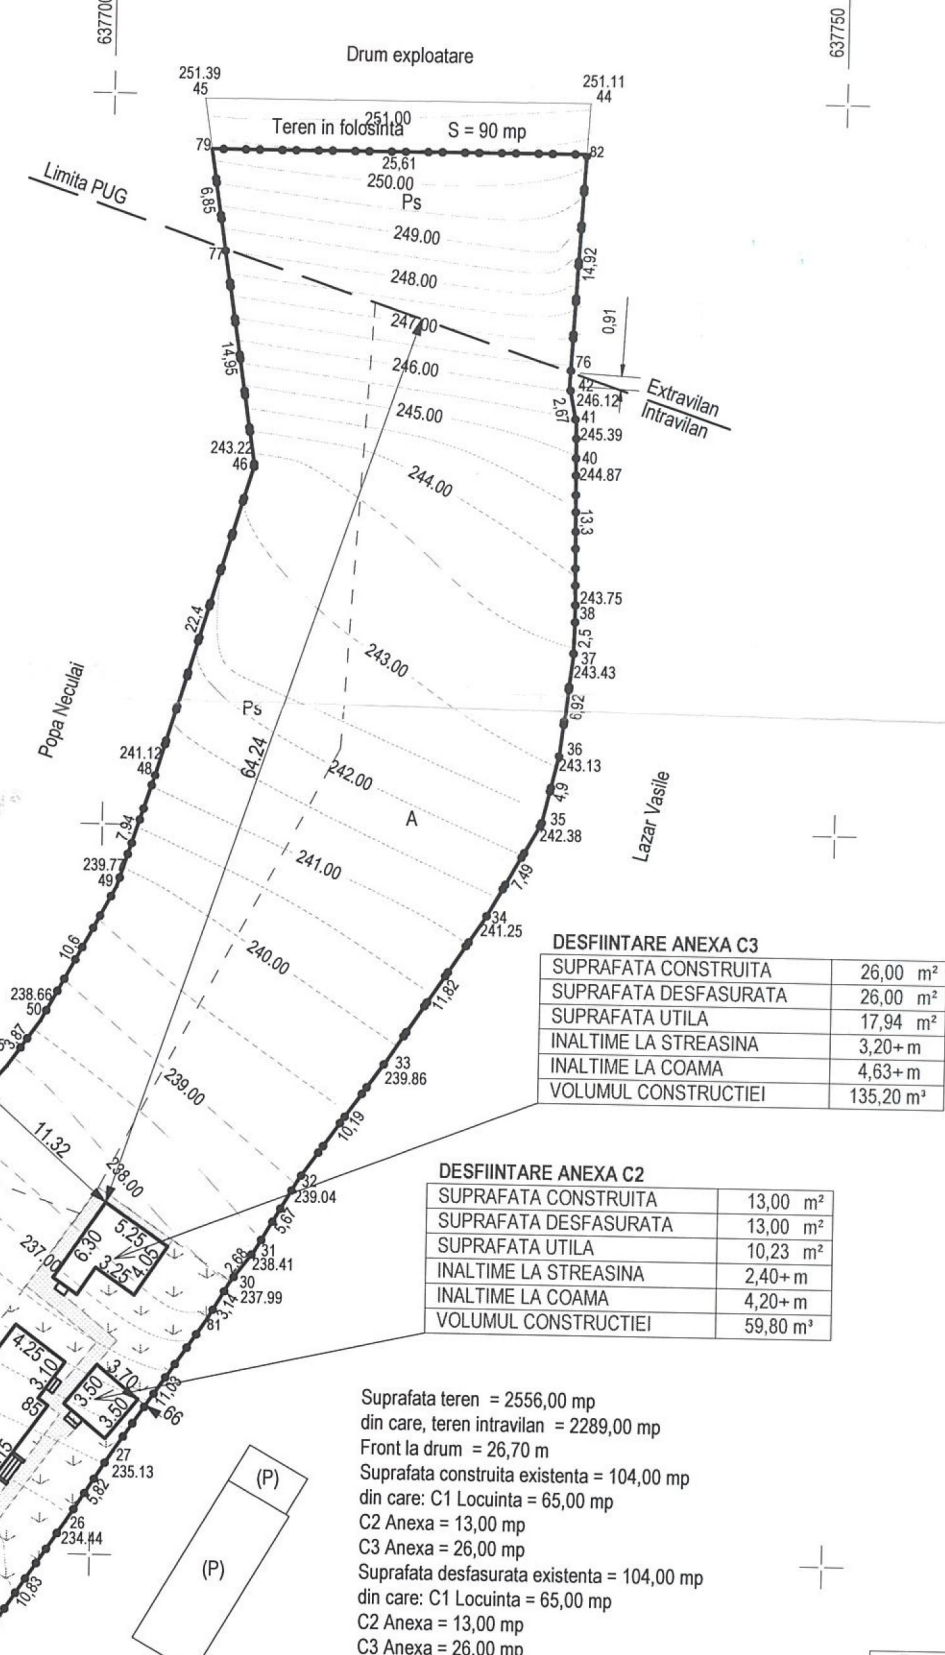 637700
637750
Drum exploatare
251.39
45
251.11
44
251.00
Teren in folosinta S = 90 mp
79
82
25,61
250.00
Limita PUG
6,85
Ps
249.00
77
14,92
248.00
247.00
0,91
14,95
246.00
76
42
246.12
Extravilan
Intravilan
2,67
245.00
41
245.39
243.22
46
40
244.87
244.00
13,3
22,4
243.75
38
2,5
243.00
37
243.43
Popa Neculai
Ps
6,92
241.12
48
64.24
36
243.13
242.00
4,9
A
35
242.38
Lazar Vasile
7,94
239.77
49
241.00
7,49
34
241.25
10,6
240.00
11,82
238.66
50
3,87
239.00
33
239.86
DESFIINTARE ANEXA C3
SUPRAFATA CONSTRUITA 26,00 m²
SUPRAFATA DESFASURATA 26,00 m²
SUPRAFATA UTILA 17,94 m²
INALTIME LA STREASINA 3,20+ m
INALTIME LA COAMA 4,63+ m
VOLUMUL CONSTRUCTIEI 135,20 m³
11.32
10,19
238.00
32
239.04
5.25
6.30
3.25
4.05
237.00
5,67
31
238.41
2,68
30
237.99
3,14
81
DESFIINTARE ANEXA C2
SUPRAFATA CONSTRUITA 13,00 m²
SUPRAFATA DESFASURATA 13,00 m²
SUPRAFATA UTILA 10,23 m²
INALTIME LA STREASINA 2,40+ m
INALTIME LA COAMA 4,20+ m
VOLUMUL CONSTRUCTIEI 59,80 m³
4.25
3.10
85
3.70
3.50
3.50
11,03
.66
27
235.13
5,82
26
234.44
10,83
(P)
(P)
Suprafata teren = 2556,00 mp
din care, teren intravilan = 2289,00 mp
Front la drum = 26,70 m
Suprafata construita existenta = 104,00 mp
din care: C1 Locuinta = 65,00 mp
C2 Anexa = 13,00 mp
C3 Anexa = 26,00 mp
Suprafata desfasurata existenta = 104,00 mp
din care: C1 Locuinta = 65,00 mp
C2 Anexa = 13,00 mp
C3 Anexa = 26,00 mp